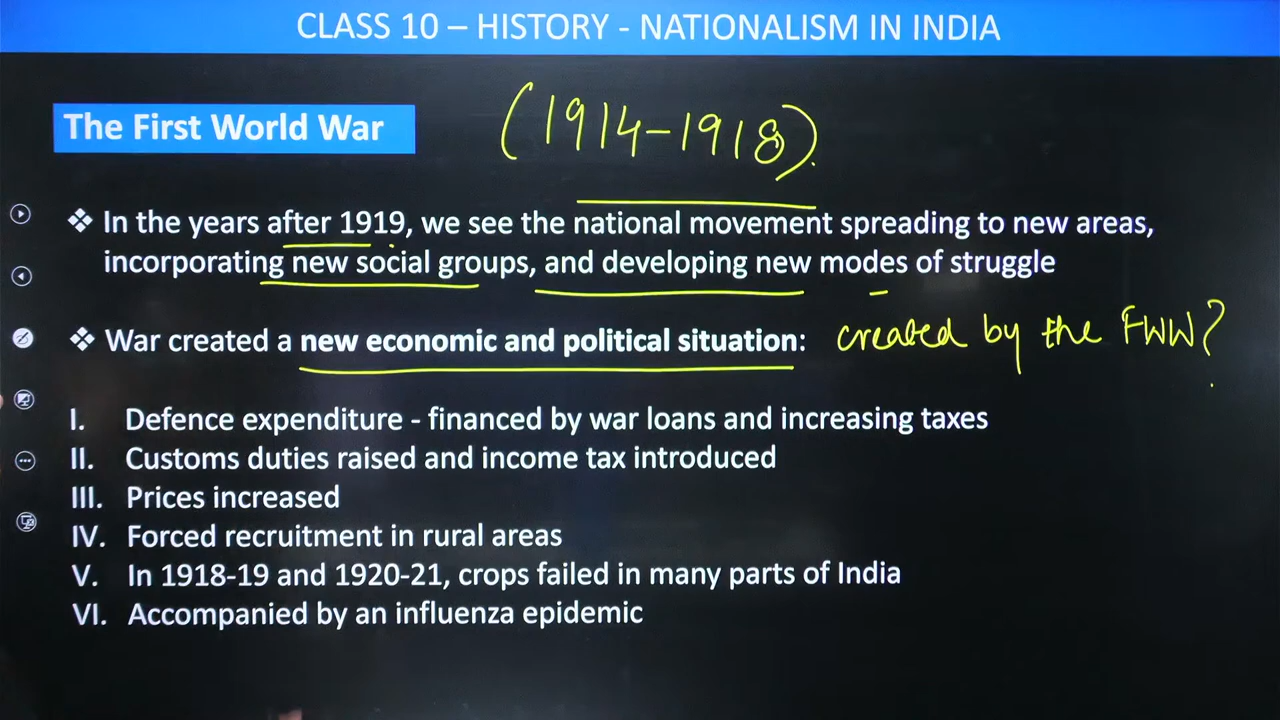 CLASS 10 – HISTORY - NATIONALISM IN INDIA
The First World War
(1914-1918).
❖ In the years after 1919, we see the national movement spreading to new areas,
incorporating new social groups, and developing new modes of struggle
❖ War created a new economic and political situation: created by the FWW?
I. Defence expenditure - financed by war loans and increasing taxes
II. Customs duties raised and income tax introduced
III. Prices increased
IV. Forced recruitment in rural areas
V. In 1918-19 and 1920-21, crops failed in many parts of India
VI. Accompanied by an influenza epidemic